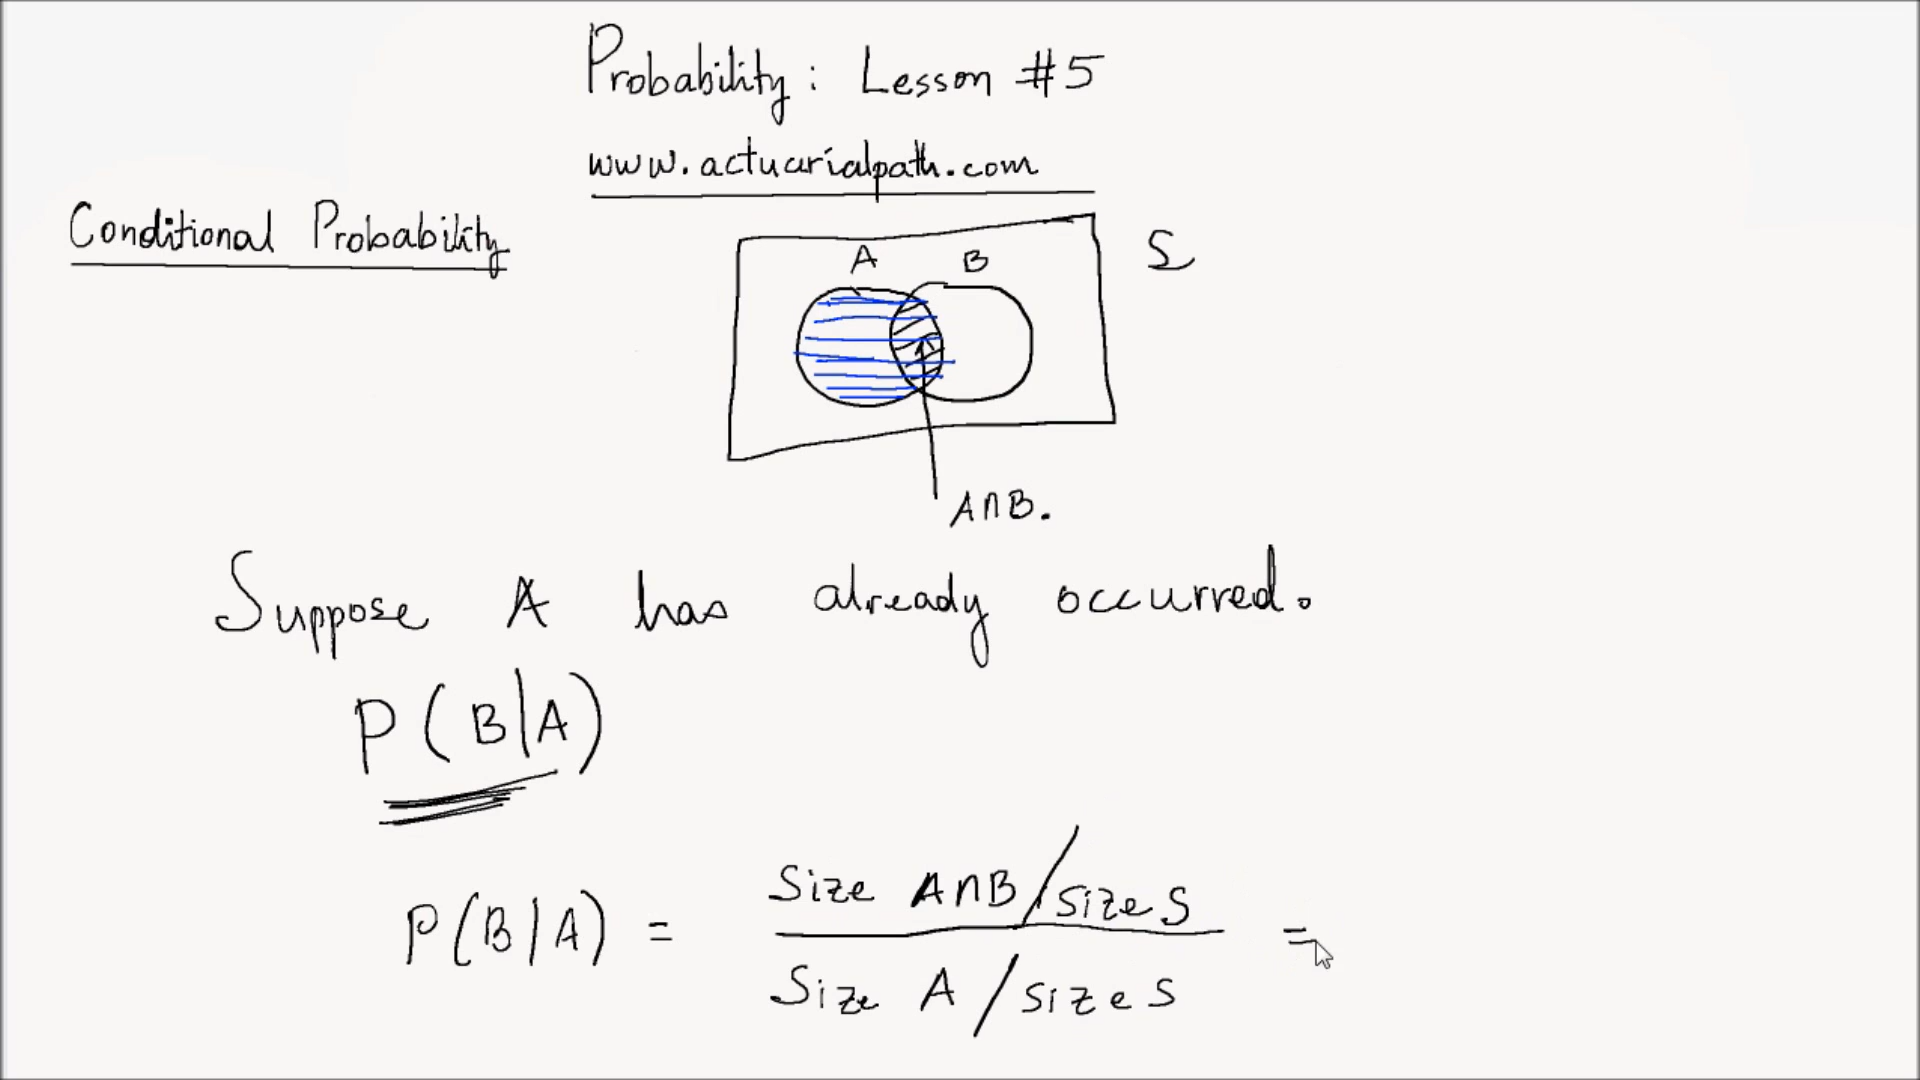 Probability: Lesson #5
www.actuarialpath.com
Conditional Probability
A B S
A∩B.
Suppose A has already occurred.
P(B|A)
P(B|A) = Size A∩B/size S =
Size A/size S